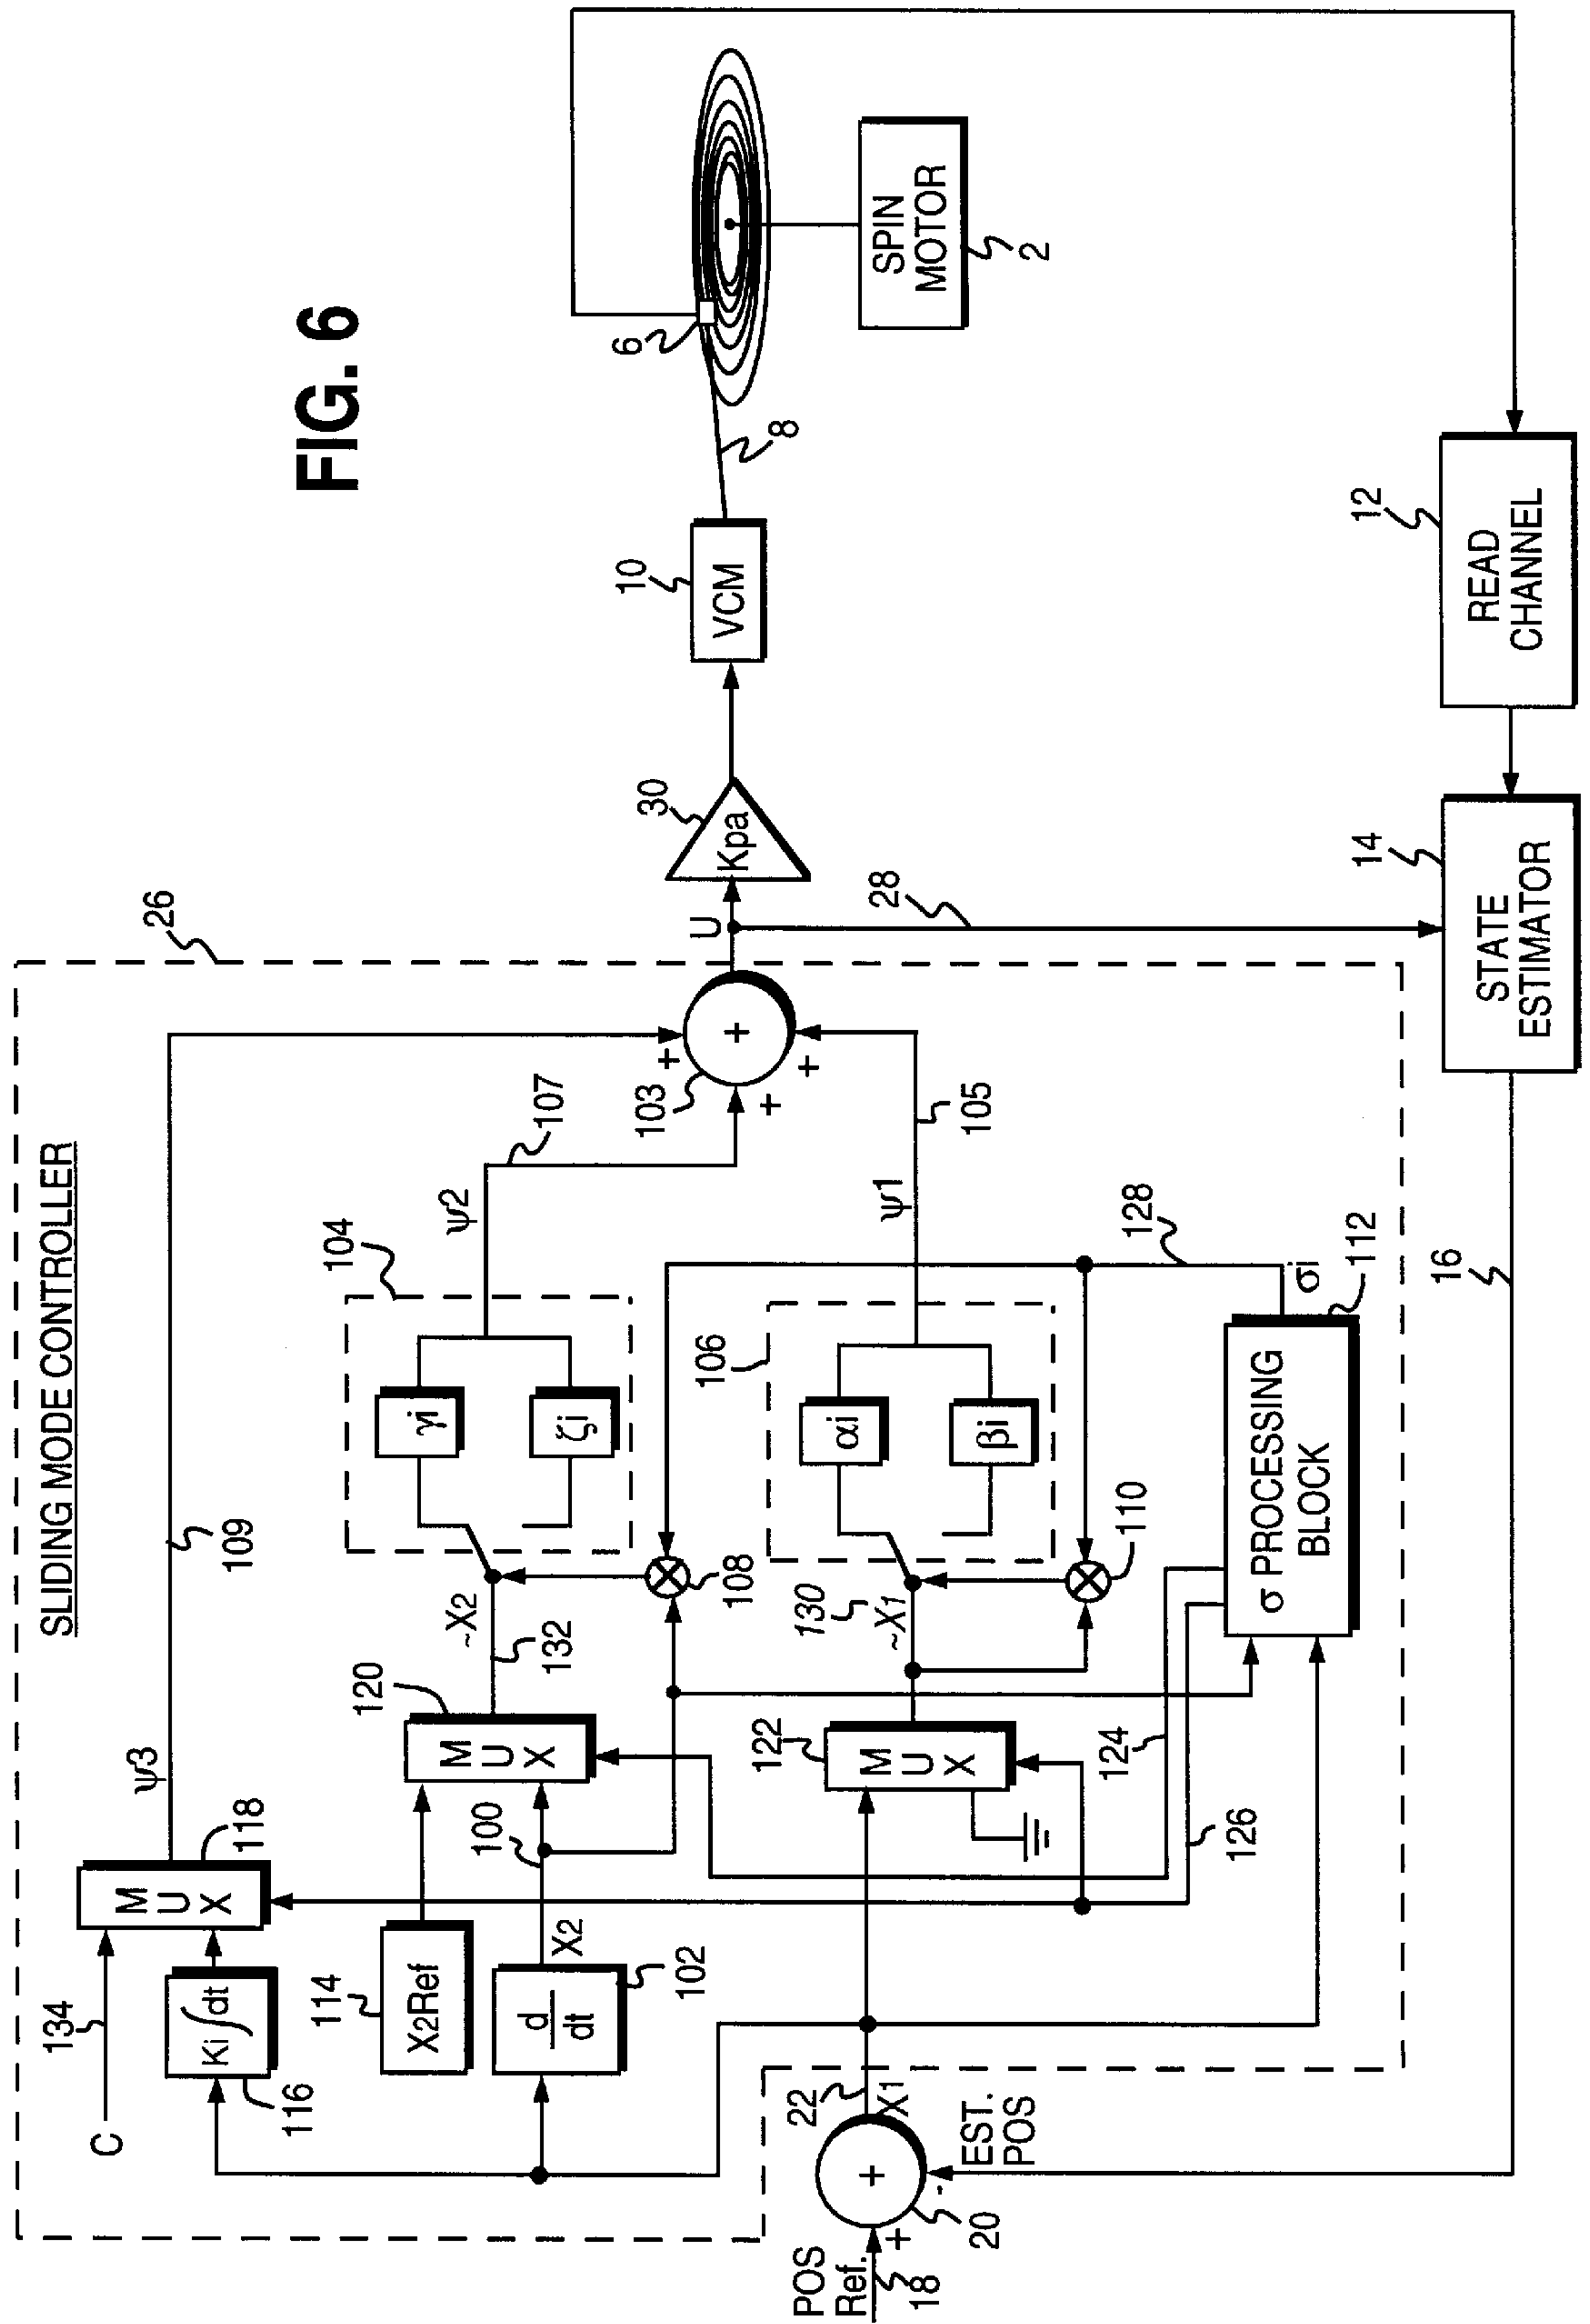 FIG. 6
SLIDING MODE CONTROLLER
26
134
C
Ki ∫dt
116
M
U
X
118
ψ3
109
114
X2Ref
d
dt
102
X2
100
M
U
X
120
~X2
132
104
γi
ζi
ψ2
107
108
103
+
+
+
+
U
30
Kpa
10
VCM
8
6
SPIN
MOTOR
2
28
POS
Ref.
18
+
+
-
20
22
X1
EST.
POS
122
M
U
X
130
~X1
106
αi
βi
ψ1
105
110
124
126
128
σi
112
σ PROCESSING
BLOCK
16
14
STATE
ESTIMATOR
12
READ
CHANNEL